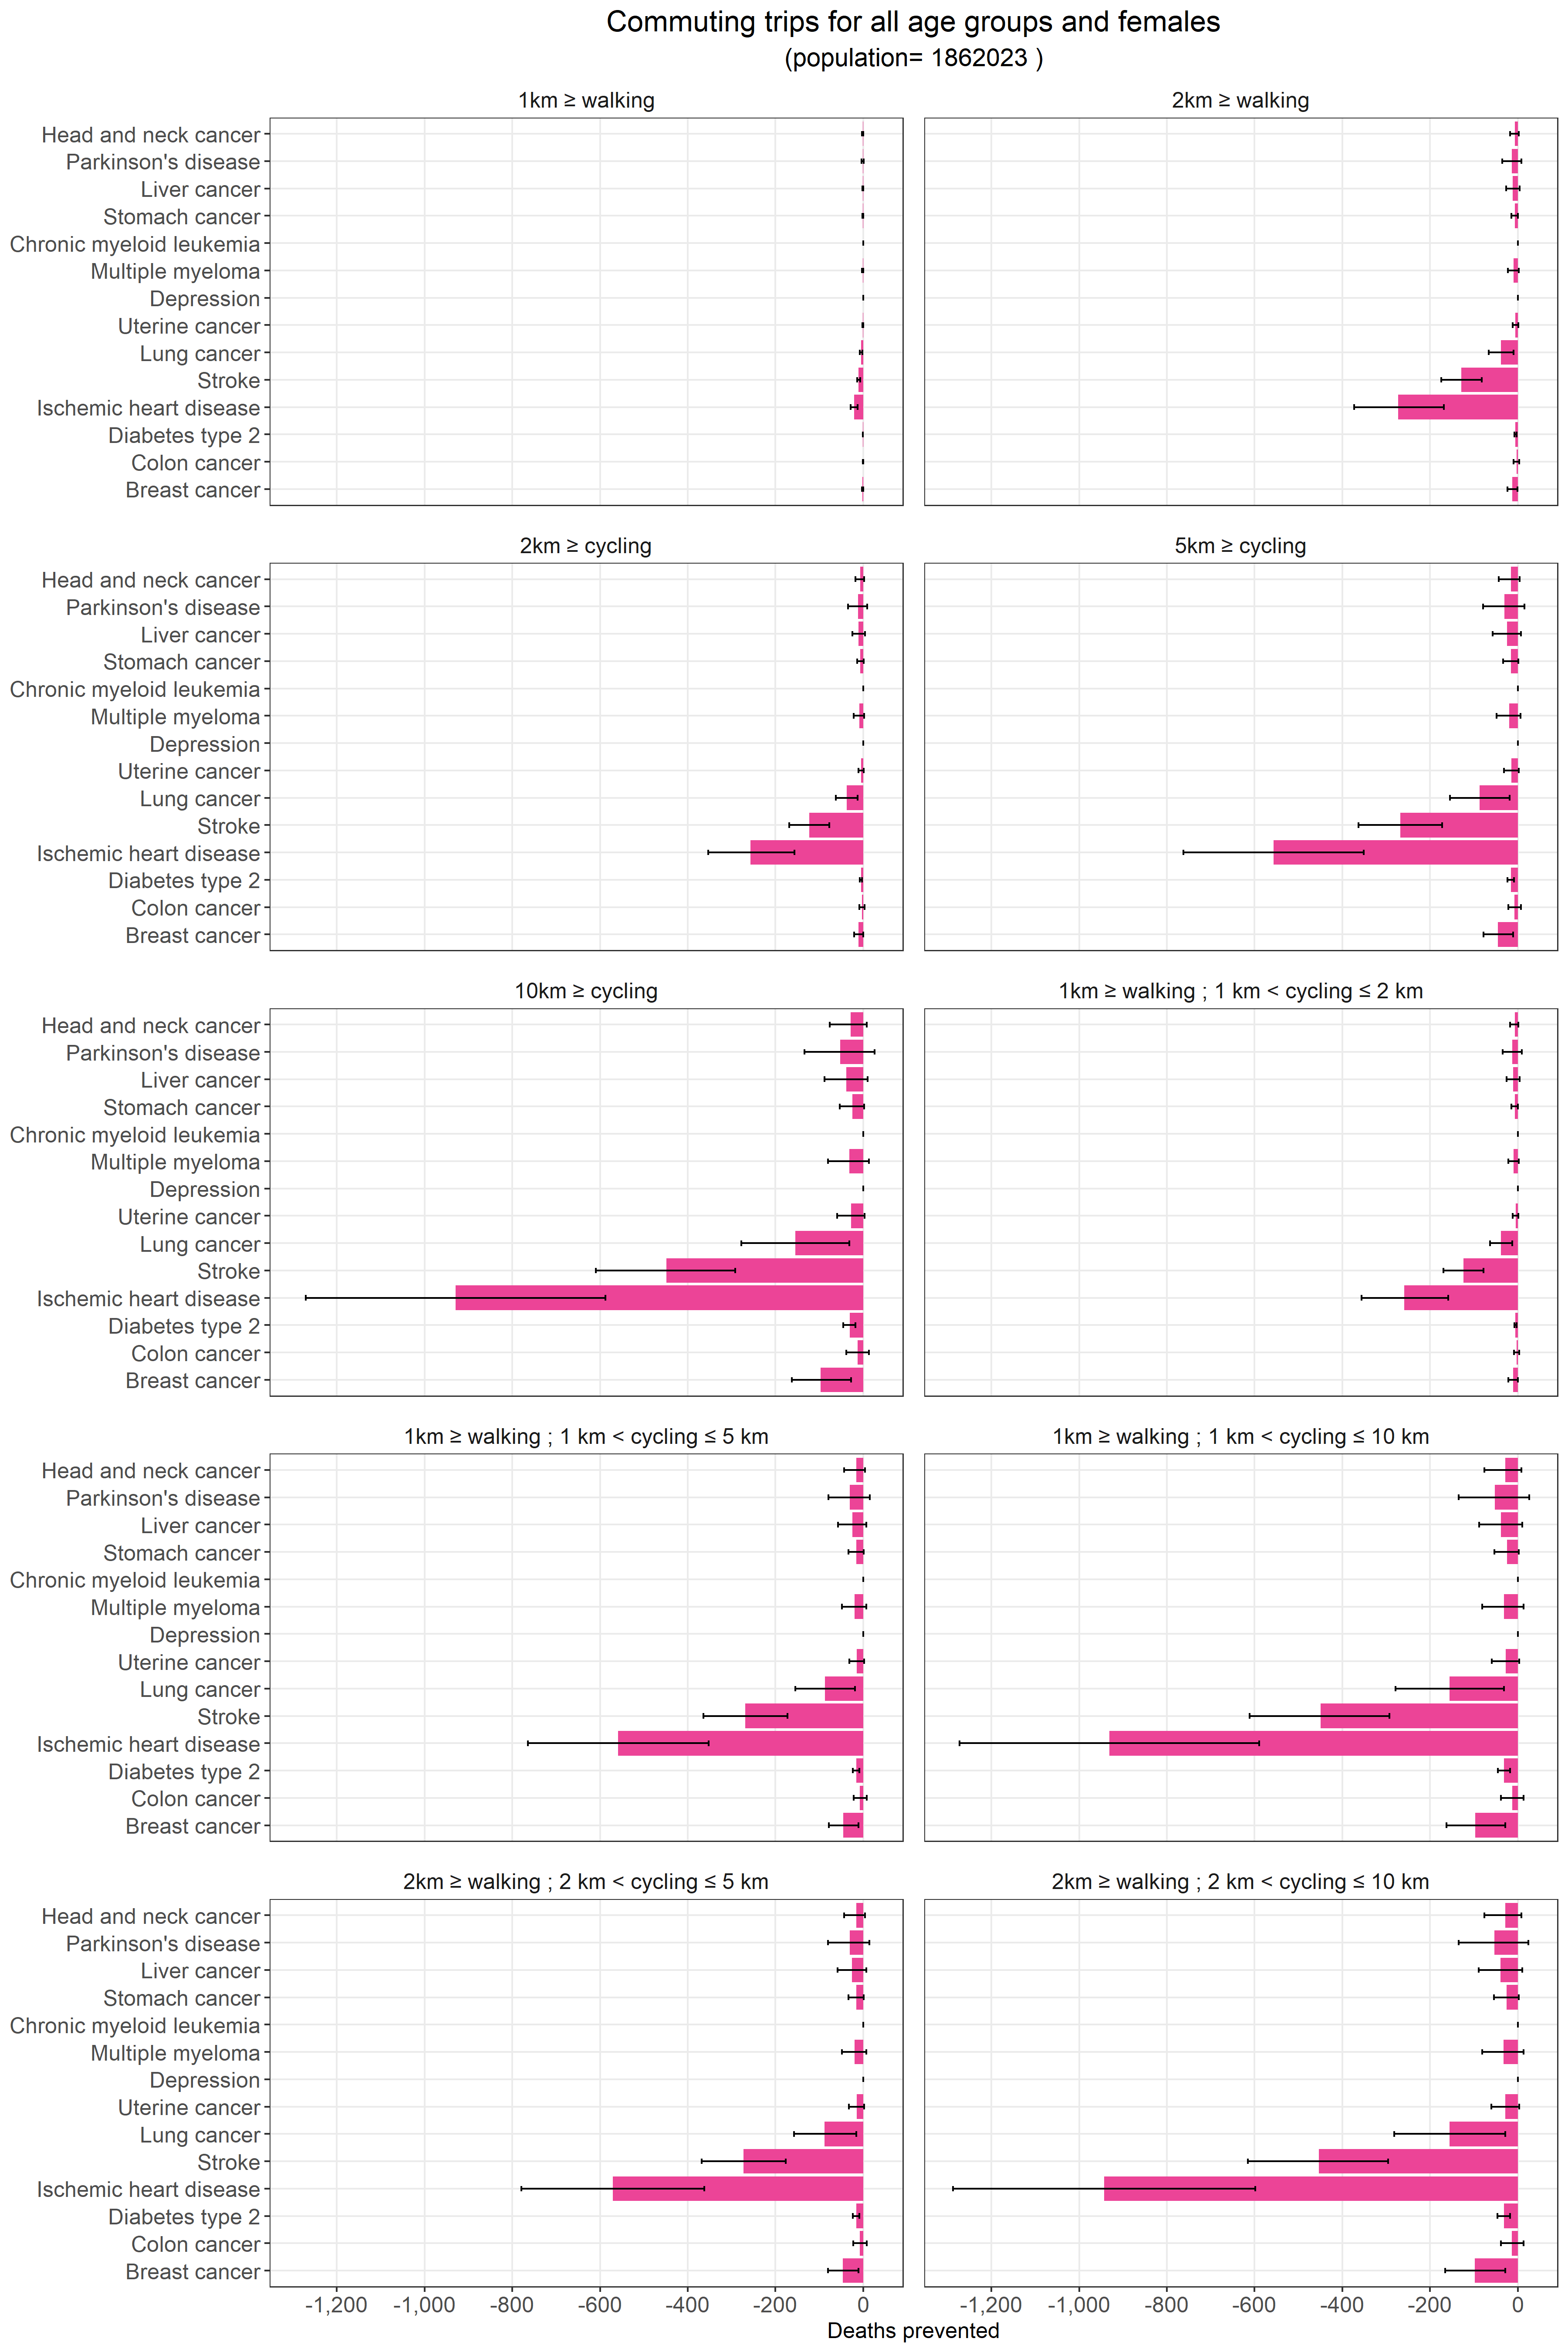 Commuting trips for all age groups and females
(population= 1862023 )
1km ≥ walking
2km ≥ walking
Head and neck cancer
Parkinson's disease
Liver cancer
Stomach cancer
Chronic myeloid leukemia
Multiple myeloma
Depression
Uterine cancer
Lung cancer
Stroke
Ischemic heart disease
Diabetes type 2
Colon cancer
Breast cancer
2km ≥ cycling
5km ≥ cycling
Head and neck cancer
Parkinson's disease
Liver cancer
Stomach cancer
Chronic myeloid leukemia
Multiple myeloma
Depression
Uterine cancer
Lung cancer
Stroke
Ischemic heart disease
Diabetes type 2
Colon cancer
Breast cancer
10km ≥ cycling
1km ≥ walking ; 1 km < cycling ≤ 2 km
Head and neck cancer
Parkinson's disease
Liver cancer
Stomach cancer
Chronic myeloid leukemia
Multiple myeloma
Depression
Uterine cancer
Lung cancer
Stroke
Ischemic heart disease
Diabetes type 2
Colon cancer
Breast cancer
1km ≥ walking ; 1 km < cycling ≤ 5 km
1km ≥ walking ; 1 km < cycling ≤ 10 km
Head and neck cancer
Parkinson's disease
Liver cancer
Stomach cancer
Chronic myeloid leukemia
Multiple myeloma
Depression
Uterine cancer
Lung cancer
Stroke
Ischemic heart disease
Diabetes type 2
Colon cancer
Breast cancer
2km ≥ walking ; 2 km < cycling ≤ 5 km
2km ≥ walking ; 2 km < cycling ≤ 10 km
Head and neck cancer
Parkinson's disease
Liver cancer
Stomach cancer
Chronic myeloid leukemia
Multiple myeloma
Depression
Uterine cancer
Lung cancer
Stroke
Ischemic heart disease
Diabetes type 2
Colon cancer
Breast cancer
-1,200 -1,000 -800 -600 -400 -200 0
-1,200 -1,000 -800 -600 -400 -200 0
Deaths prevented